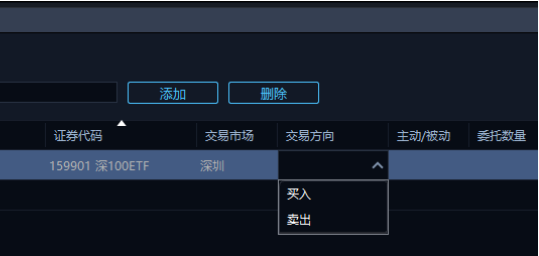 添加 删除
证券代码 交易市场 交易方向 主动/被动 委托数量
159901 深100ETF 深圳
买入
卖出